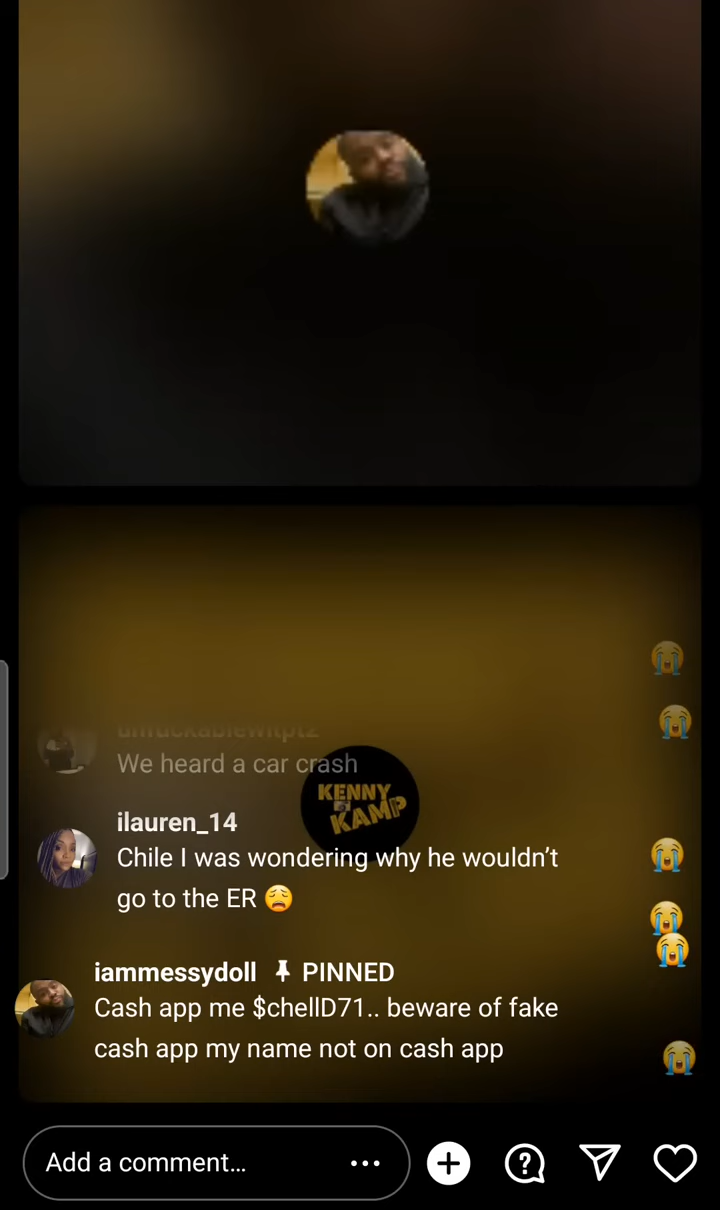 We heard a car crash
KENNY
KAMP
ilauren_14
Chile I was wondering why he wouldn't
go to the ER 😩
iammessydoll PINNED
Cash app me $chellD71.. beware of fake
cash app my name not on cash app
Add a comment...